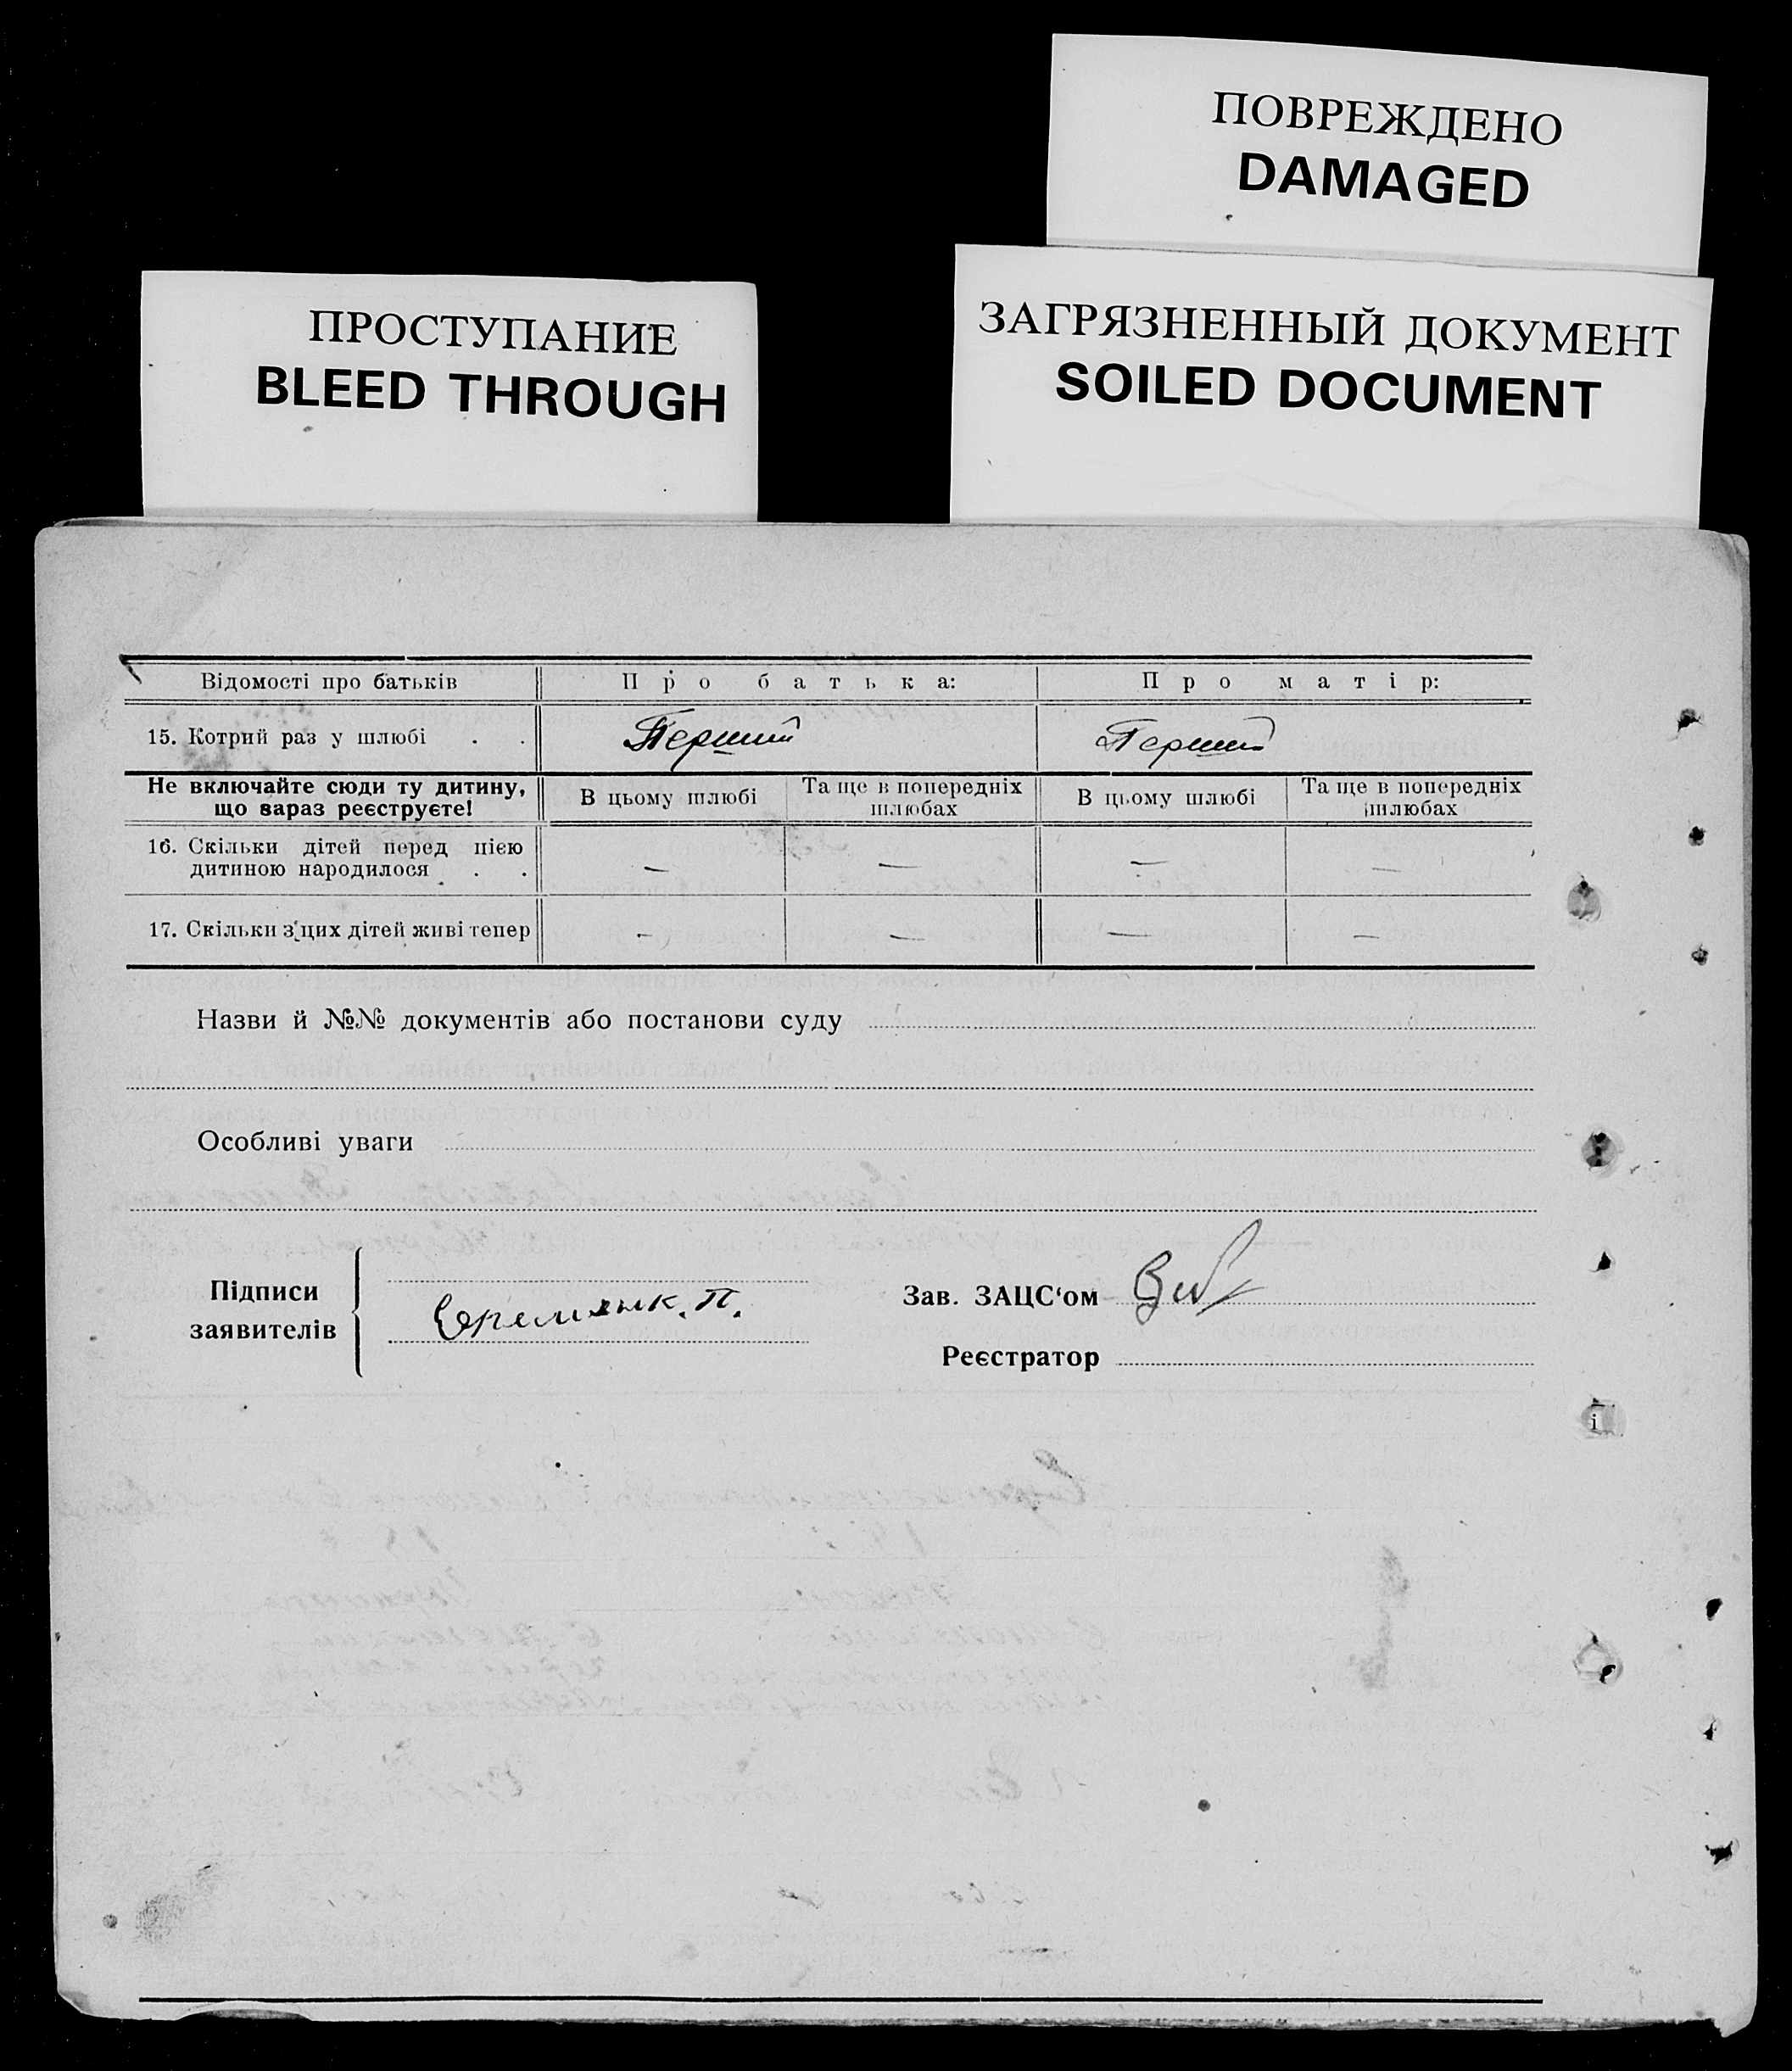 ПОВРЕЖДЕНО
DAMAGED
ПРОСТУПАНИЕ
BLEED THROUGH
ЗАГРЯЗНЕННЫЙ ДОКУМЕНТ
SOILED DOCUMENT
Відомості про батьків Про батька: Про матір:
15. Котрий раз у шлюбі . . Перший Перший
Не включайте сюди ту дитину,
що зараз реєструєте!
В цьому шлюбі
Та ще в попередніх
шлюбах
В цьому шлюбі
Та ще в попередніх
шлюбах
16. Скільки дітей перед цією
дитиною народилося . . — — — —
17. Скільки з цих дітей живі тепер — — — —
Назви й №№ документів або постанови суду
Особливі уваги
Підписи
заявителів
П.
Зав. ЗАЦС'ом
Реєстратор